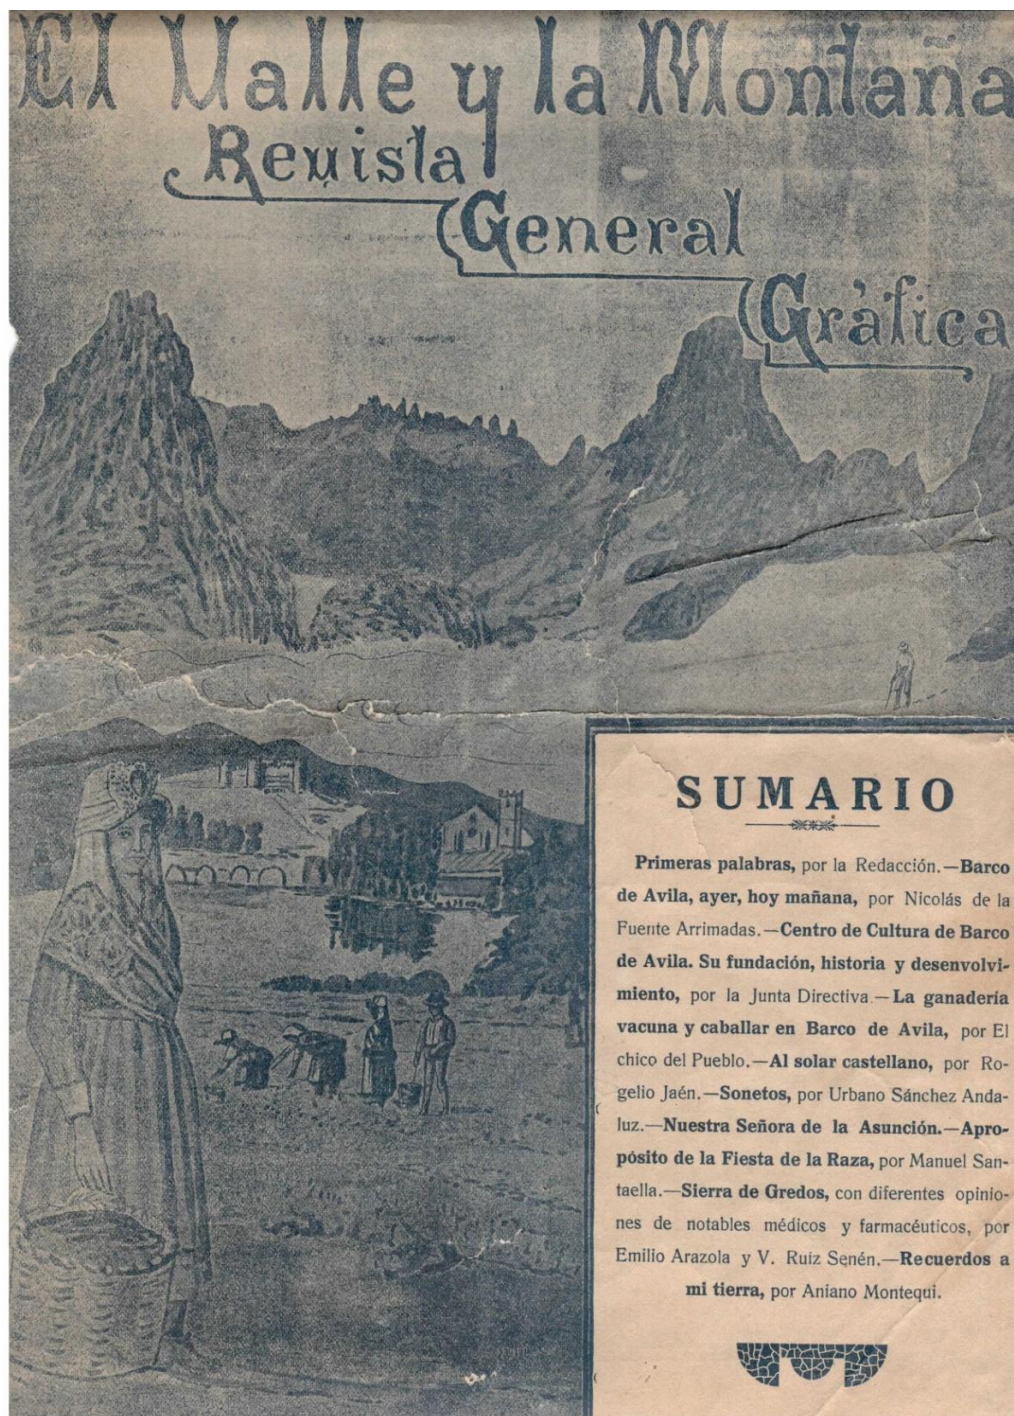 El Valle y la Montaña
Revista
General
Gráfica
SUMARIO
Primeras palabras, por la Redacción.—Barco
de Avila, ayer, hoy mañana, por Nicolás de la
Fuente Arrimadas.—Centro de Cultura de Barco
de Avila. Su fundación, historia y desenvolvi-
miento, por la Junta Directiva.—La ganadería
vacuna y caballar en Barco de Avila, por El
chico del Pueblo.—Al solar castellano, por Ro-
gelio Jaén.—Sonetos, por Urbano Sánchez Anda-
luz.—Nuestra Señora de la Asunción.—Apro-
pósito de la Fiesta de la Raza, por Manuel San-
taella.—Sierra de Gredos, con diferentes opinio-
nes de notables médicos y farmacéuticos, por
Emilio Arazola y V. Ruiz Senén.—Recuerdos a
mi tierra, por Aniano Montequi.